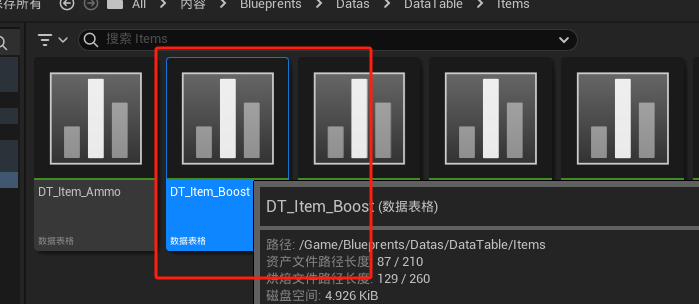 保存所有 All > 内容 > Blueprents > Datas > DataTable > Items
搜索 Items
DT_Item_Ammo
数据表格
DT_Item_Boost
数据表格
DT_Item_Boost (数据表格)
路径: /Game/Blueprents/Datas/DataTable/Items
资产文件路径长度: 87 / 210
烘焙文件路径长度: 129 / 260
磁盘空间: 4.926 KiB